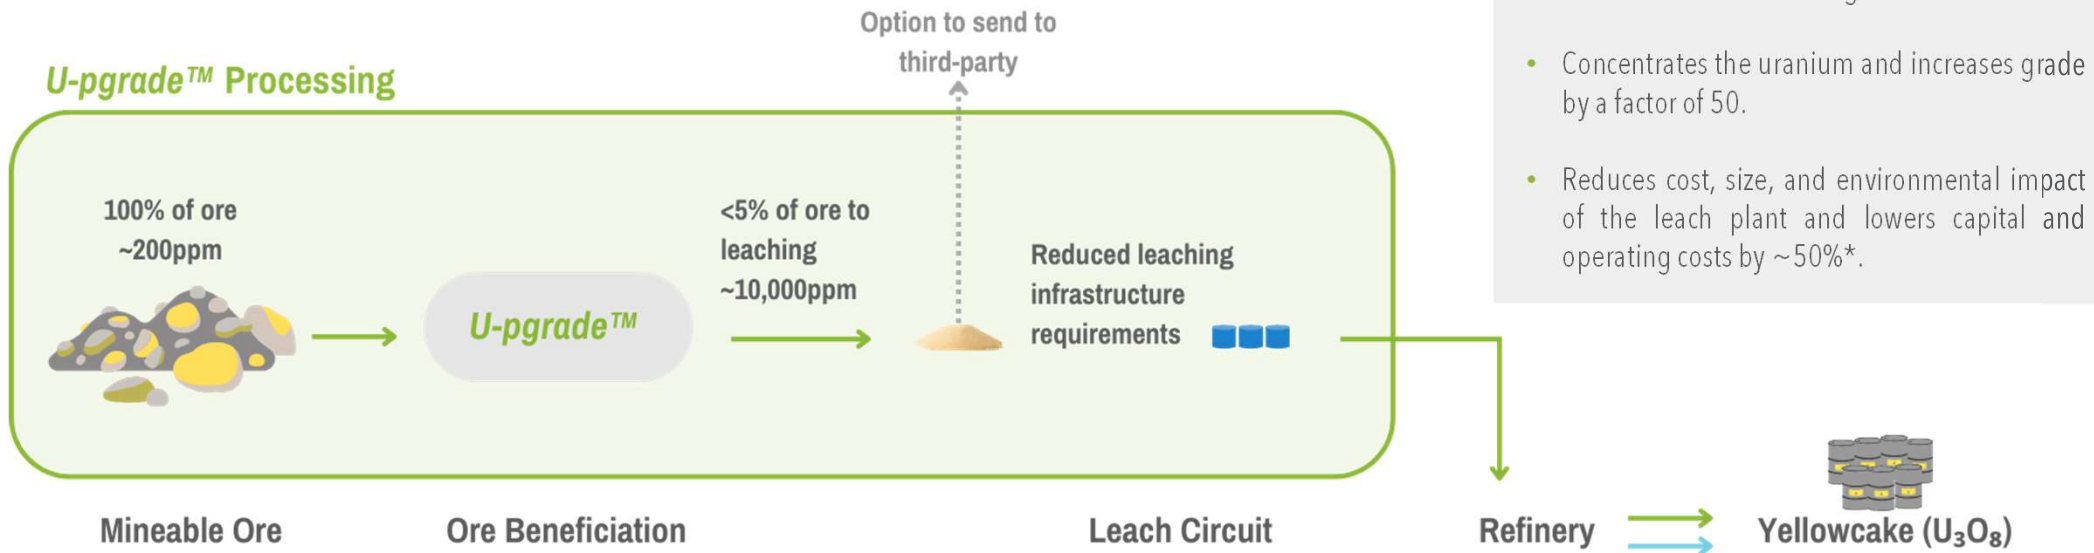 Option to send to
third-party
U-pgrade™ Processing
100% of ore
~200ppm
U-pgrade™
<5% of ore to
leaching
~10,000ppm
Reduced leaching
infrastructure
requirements
• Concentrates the uranium and increases grade
by a factor of 50.
• Reduces cost, size, and environmental impact
of the leach plant and lowers capital and
operating costs by ~50%*.
Mineable Ore
Ore Beneficiation
Leach Circuit
Refinery
Yellowcake (U₃O₈)